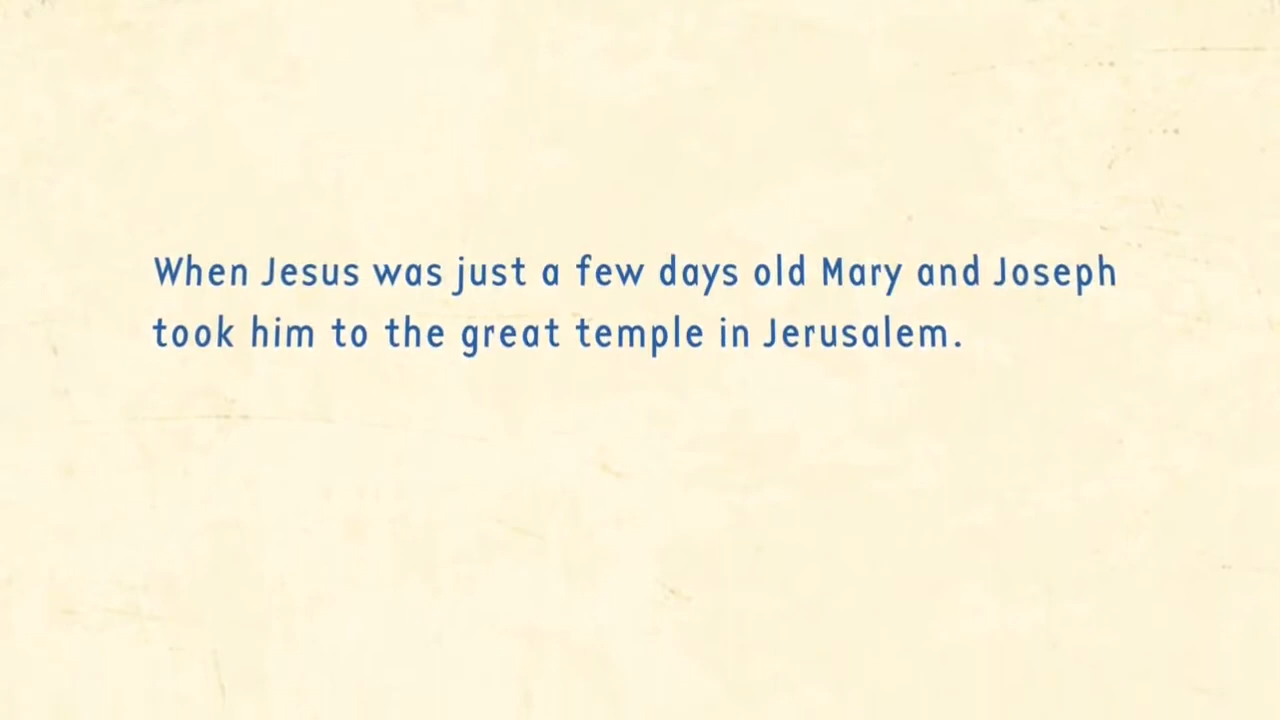 When Jesus was just a few days old Mary and Joseph
took him to the great temple in Jerusalem.